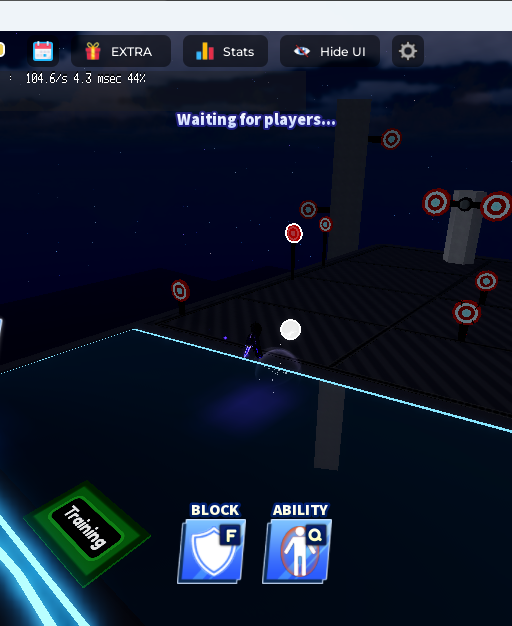 EXTRA
Stats
Hide UI
: 104.6/s 4.3 msec 44%
Waiting for players...
Training
BLOCK
ABILITY
F
Q